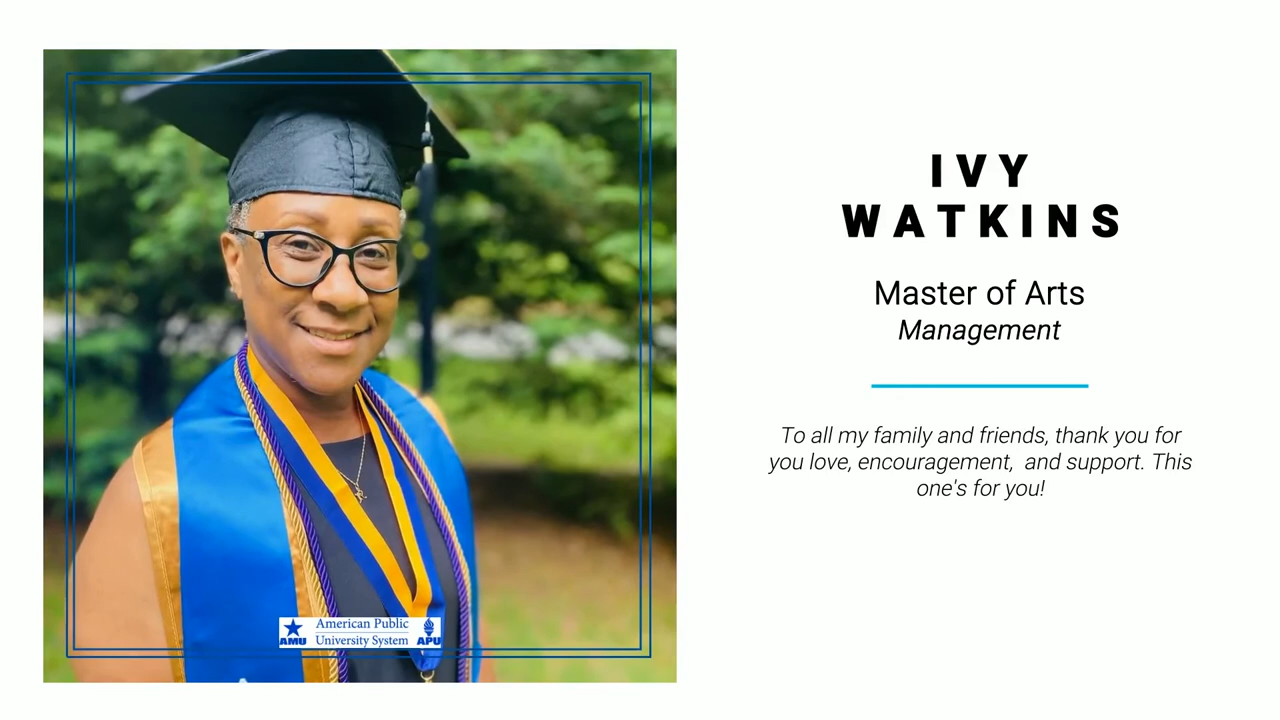 IVY
WATKINS
Master of Arts
Management
To all my family and friends, thank you for
you love, encouragement,  and support. This
one's for you!
AMU
American Public
University System
APU